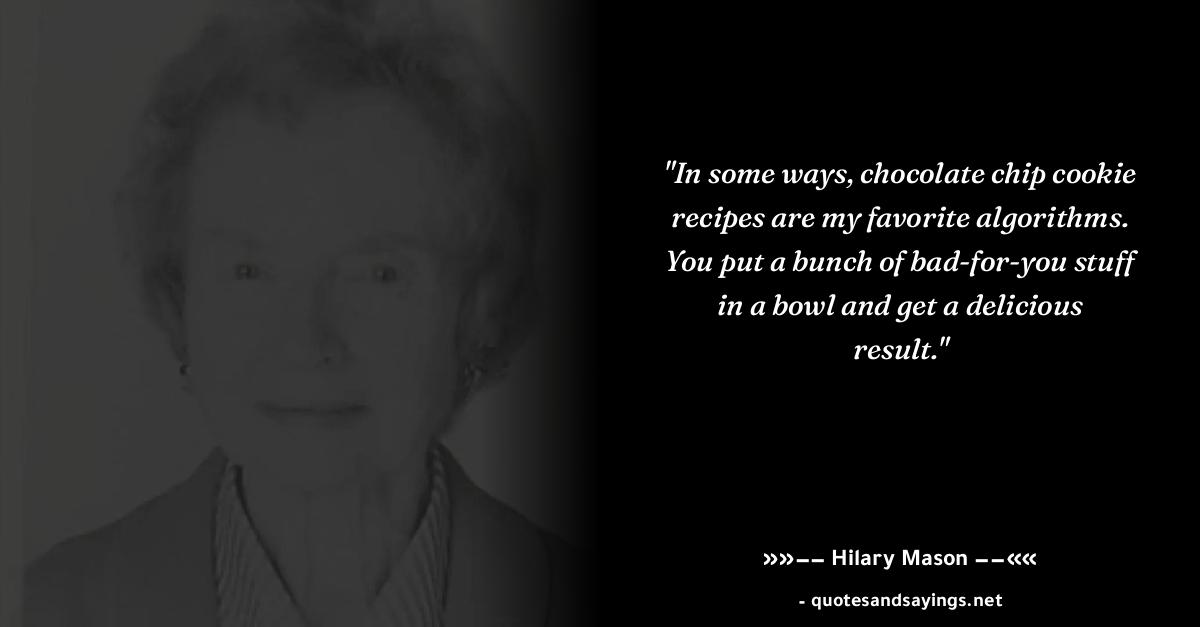 "In some ways, chocolate chip cookie
recipes are my favorite algorithms.
You put a bunch of bad-for-you stuff
in a bowl and get a delicious
result."
»»−− Hilary Mason −−««
- quotesandsayings.net